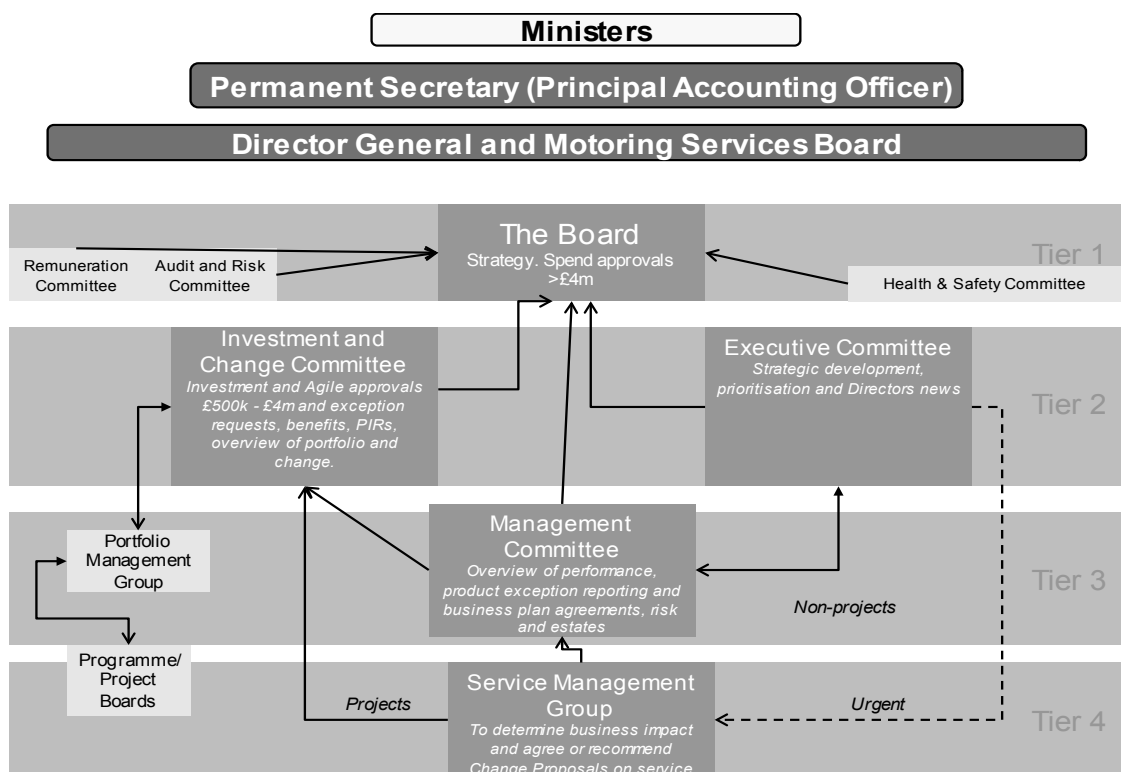 Ministers
Permanent Secretary (Principal Accounting Officer)
Director General and Motoring Services Board
The Board
Strategy. Spend approvals
>£4m
Tier 1
Remuneration
Committee
Audit and Risk
Committee
Health & Safety Committee
Investment and
Change Committee
Investment and Agile approvals
£500k - £4m and exception
requests, benefits, PIRs,
overview of portfolio and
change.
Executive Committee
Strategic development,
prioritisation and Directors news
Tier 2
Portfolio
Management
Group
Management
Committee
Overview of performance,
product exception reporting and
business plan agreements, risk
and estates
Non-projects
Tier 3
Programme/
Project
Boards
Projects
Service Management
Group
To determine business impact
and agree or recommend
Change Proposals on service
Urgent
Tier 4